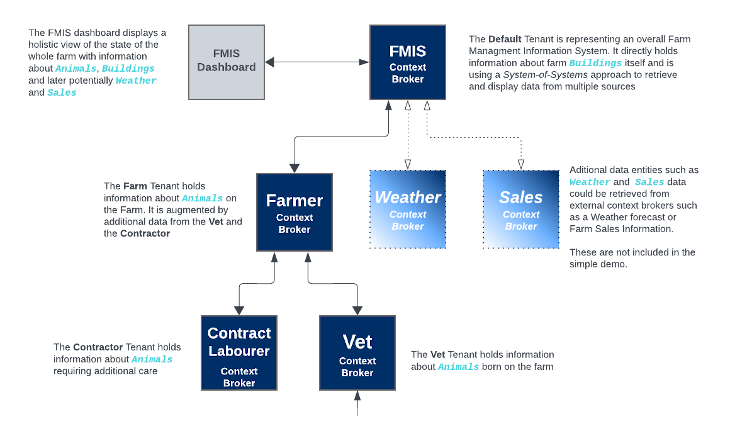 The FMIS dashboard displays a
holistic view of the state of the
whole farm with information
about Animals, Buildings
and later potentially Weather
and Sales
FMIS
Dashboard
FMIS
Context
Broker
The Default Tenant is representing an overall Farm
Managment Information System. It directly holds
information about farm Buildings itself and is
using a System-of-Systems approach to retrieve
and display data from multiple sources
The Farm Tenant holds
information about Animals on
the Farm. It is augmented by
additional data from the Vet and
the Contractor
Farmer
Context
Broker
Weather
Context
Broker
Sales
Context
Broker
Aditional data entities such as
Weather and Sales data
could be retrieved from
external context brokers such
as a Weather forecast or
Farm Sales Information.
These are not included in the
simple demo.
The Contractor Tenant holds
information about Animals
requiring additional care
Contract
Labourer
Context
Broker
Vet
Context
Broker
The Vet Tenant holds information
about Animals born on the farm